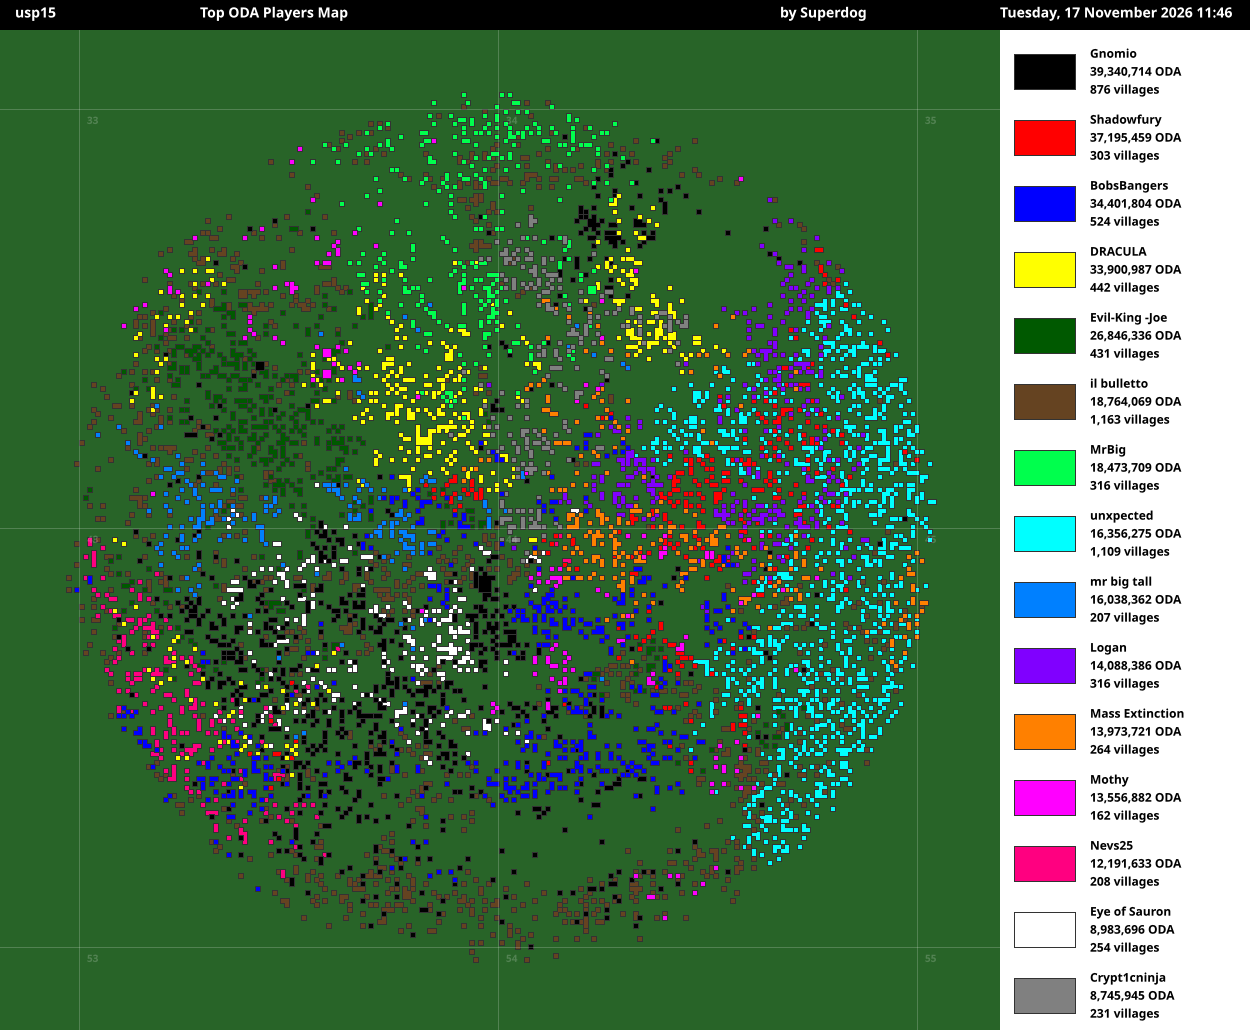 usp15 Top ODA Players Map by Superdog Tuesday, 17 November 2026 11:46
33 34 35
Gnomio
39,340,714 ODA
876 villages
Shadowfury
37,195,459 ODA
303 villages
BobsBangers
34,401,804 ODA
524 villages
DRACULA
33,900,987 ODA
442 villages
Evil-King -Joe
26,846,336 ODA
431 villages
il bulletto
18,764,069 ODA
1,163 villages
MrBig
18,473,709 ODA
316 villages
unxpected
16,356,275 ODA
1,109 villages
mr big tall
16,038,362 ODA
207 villages
Logan
14,088,386 ODA
316 villages
Mass Extinction
13,973,721 ODA
264 villages
Mothy
13,556,882 ODA
162 villages
Nevs25
12,191,633 ODA
208 villages
Eye of Sauron
8,983,696 ODA
254 villages
Crypt1cninja
8,745,945 ODA
231 villages
53 54 55